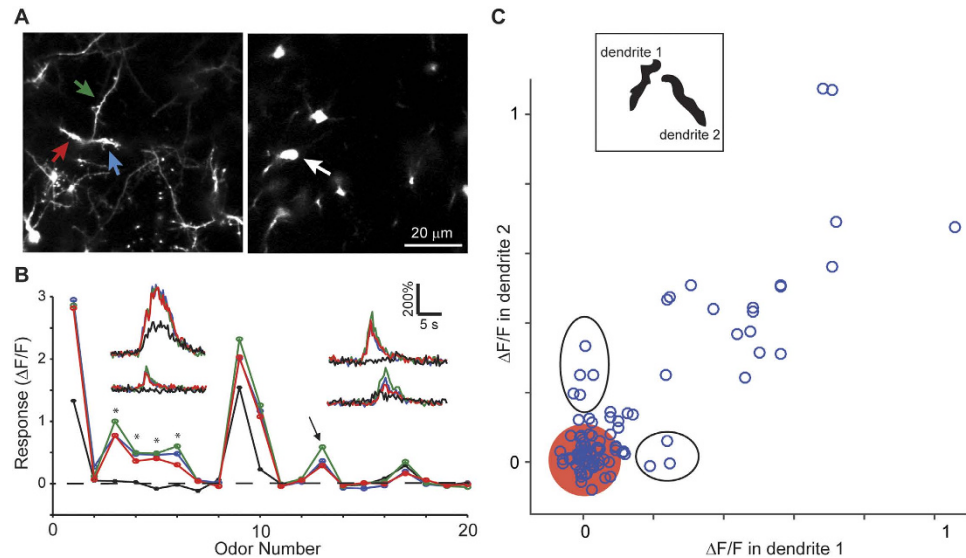 A
20 μm
B
Response (ΔF/F)
3
2
1
0
200%
5 s
*
*
*
*
0
10
20
Odor Number
C
dendrite 1
dendrite 2
1
0
ΔF/F in dendrite 2
0
1
ΔF/F in dendrite 1